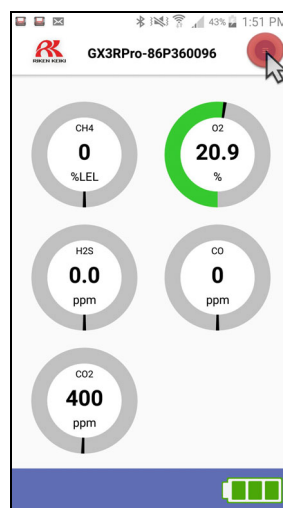 43% 1:51 PM
RIKEN KEIKI
GX3RPro-86P360096
CH4
0
%LEL
O2
20.9
%
H2S
0.0
ppm
CO
0
ppm
CO2
400
ppm